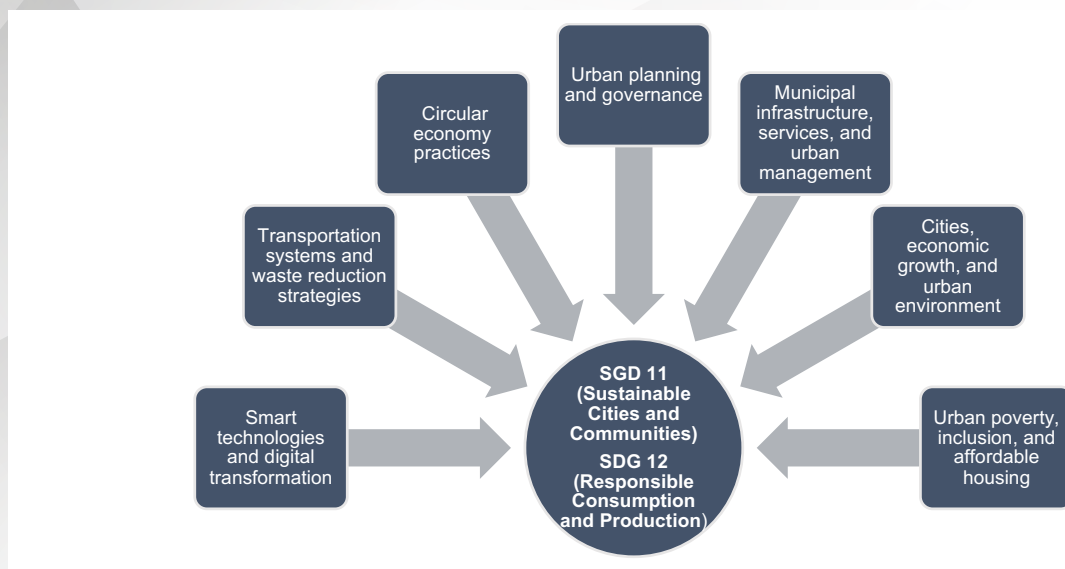 Urban planning
and governance
Circular
economy
practices
Municipal
infrastructure,
services, and
urban
management
Transportation
systems and
waste reduction
strategies
Cities,
economic
growth, and
urban
environment
Smart
technologies
and digital
transformation
SGD 11
(Sustainable
Cities and
Communities)
SDG 12
(Responsible
Consumption
and Production)
Urban poverty,
inclusion, and
affordable
housing